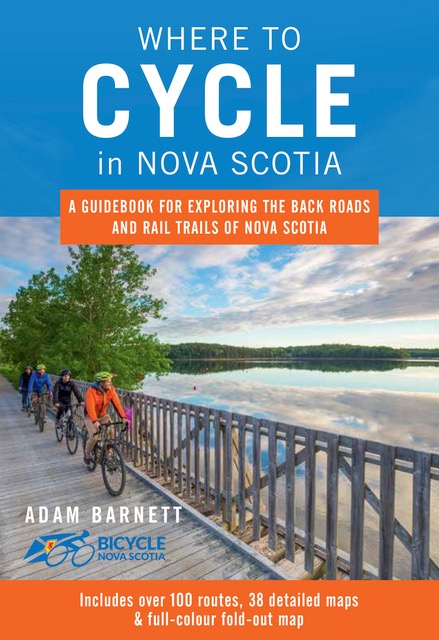 WHERE TO
CYCLE
in NOVA SCOTIA
A GUIDEBOOK FOR EXPLORING THE BACK ROADS
AND RAIL TRAILS OF NOVA SCOTIA
ADAM BARNETT
BICYCLE
NOVA SCOTIA
Includes over 100 routes, 38 detailed maps
& full-colour fold-out map